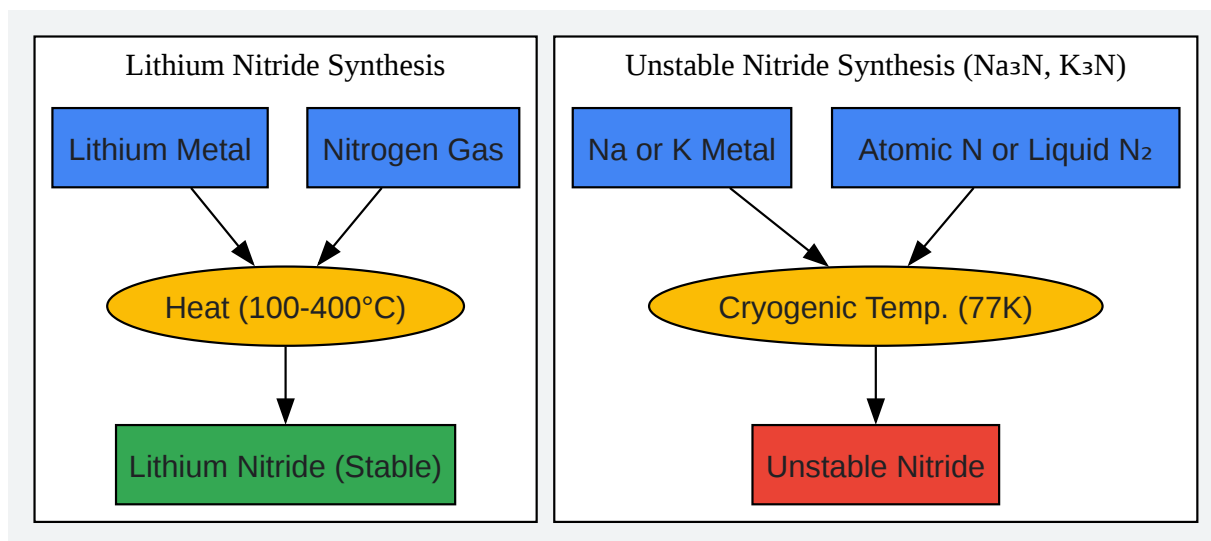 Lithium Nitride Synthesis
Lithium Metal
Nitrogen Gas
Heat (100-400°C)
Lithium Nitride (Stable)
Unstable Nitride Synthesis (Na₃N, K₃N)
Na or K Metal
Atomic N or Liquid N₂
Cryogenic Temp. (77K)
Unstable Nitride